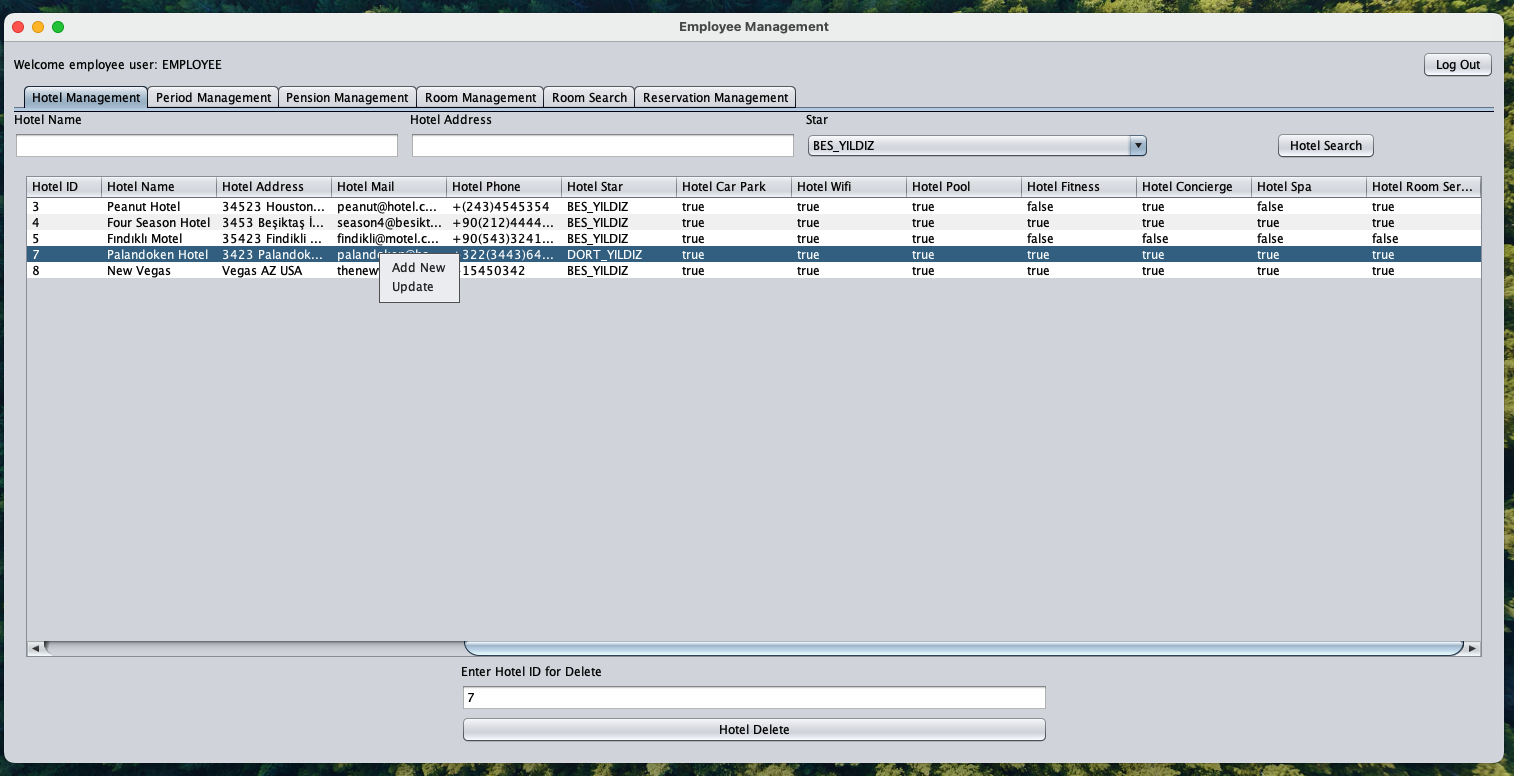 Employee Management
Welcome employee user: EMPLOYEE
Log Out
Hotel Management Period Management Pension Management Room Management Room Search Reservation Management
Hotel Name Hotel Address Star
BES_YILDIZ Hotel Search
Hotel ID Hotel Name Hotel Address Hotel Mail Hotel Phone Hotel Star Hotel Car Park Hotel Wifi Hotel Pool Hotel Fitness Hotel Concierge Hotel Spa Hotel Room Ser...
3 Peanut Hotel 34523 Houston... peanut@hotel.c... +(243)4545354 BES_YILDIZ true true true false true false true
4 Four Season Hotel 3453 Beşiktaş İ... season4@besikt... +90(212)4444... BES_YILDIZ true true true true true true true
5 Fındıklı Motel 35423 Findikli ... findikli@motel.c... +90(543)3241... BES_YILDIZ true true true false false false false
7 Palandoken Hotel 3423 Palandok... 322(3443)64... DORT_YILDIZ true true true true true true true
8 New Vegas Vegas AZ USA thenew 15450342 BES_YILDIZ true true true true true true true
Add New
Update
Enter Hotel ID for Delete
7
Hotel Delete